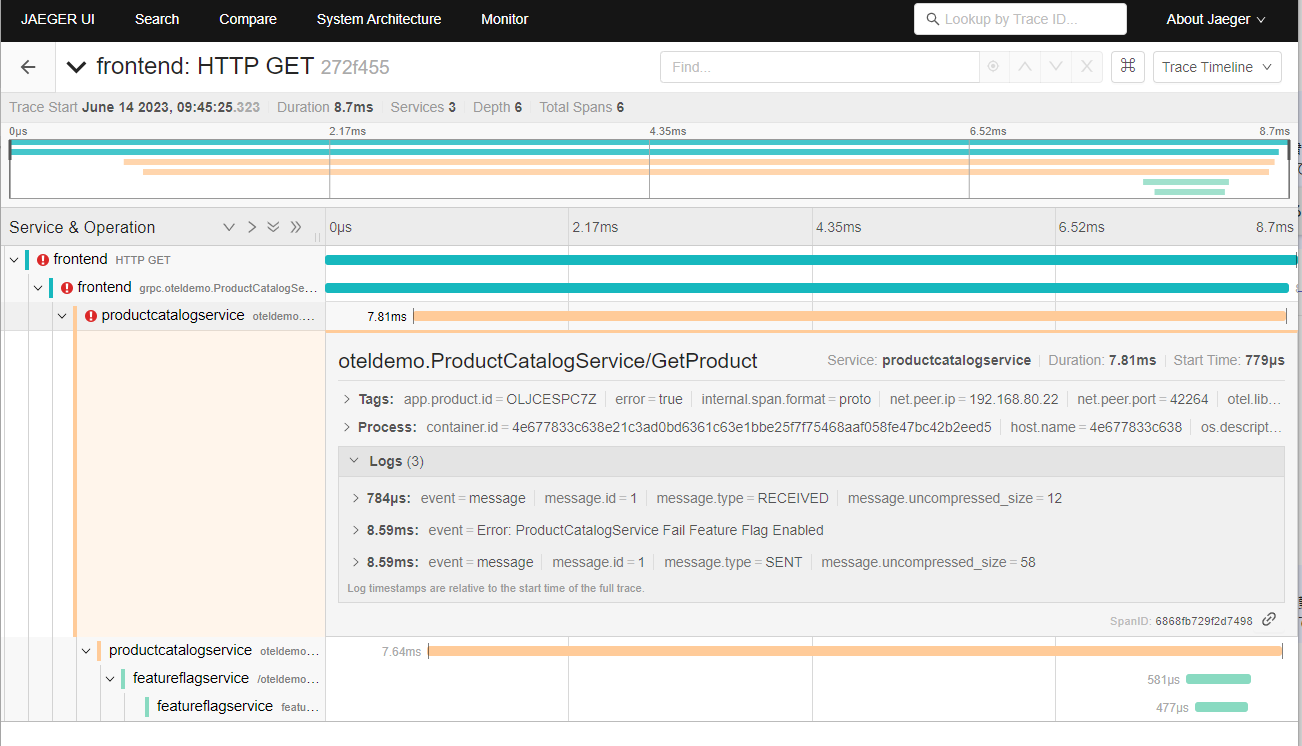 JAEGER UI Search Compare System Architecture Monitor Lookup by Trace ID... About Jaeger
frontend: HTTP GET 272f455 Find... Trace Timeline
Trace Start June 14 2023, 09:45:25.323 Duration 8.7ms Services 3 Depth 6 Total Spans 6
0μs 2.17ms 4.35ms 6.52ms 8.7ms
Service & Operation 0μs 2.17ms 4.35ms 6.52ms 8.7ms
frontend HTTP GET
frontend grpc.oteldemo.ProductCatalogSe...
productcatalogservice oteldemo.... 7.81ms
oteldemo.ProductCatalogService/GetProduct Service: productcatalogservice Duration: 7.81ms Start Time: 779μs
Tags: app.product.id = OLJCESPC7Z error = true internal.span.format = proto net.peer.ip = 192.168.80.22 net.peer.port = 42264 otel.lib...
Process: container.id = 4e677833c638e21c3ad0bd6361c63e1bbe25f7f75468aaf058fe47bc42b2eed5 host.name = 4e677833c638 os.descript...
Logs (3)
784μs: event = message message.id = 1 message.type = RECEIVED message.uncompressed_size = 12
8.59ms: event = Error: ProductCatalogService Fail Feature Flag Enabled
8.59ms: event = message message.id = 1 message.type = SENT message.uncompressed_size = 58
Log timestamps are relative to the start time of the full trace.
SpanID: 6868fb729f2d7498
productcatalogservice oteldemo... 7.64ms
featureflagservice /oteldemo... 581μs
featureflagservice featu... 477μs